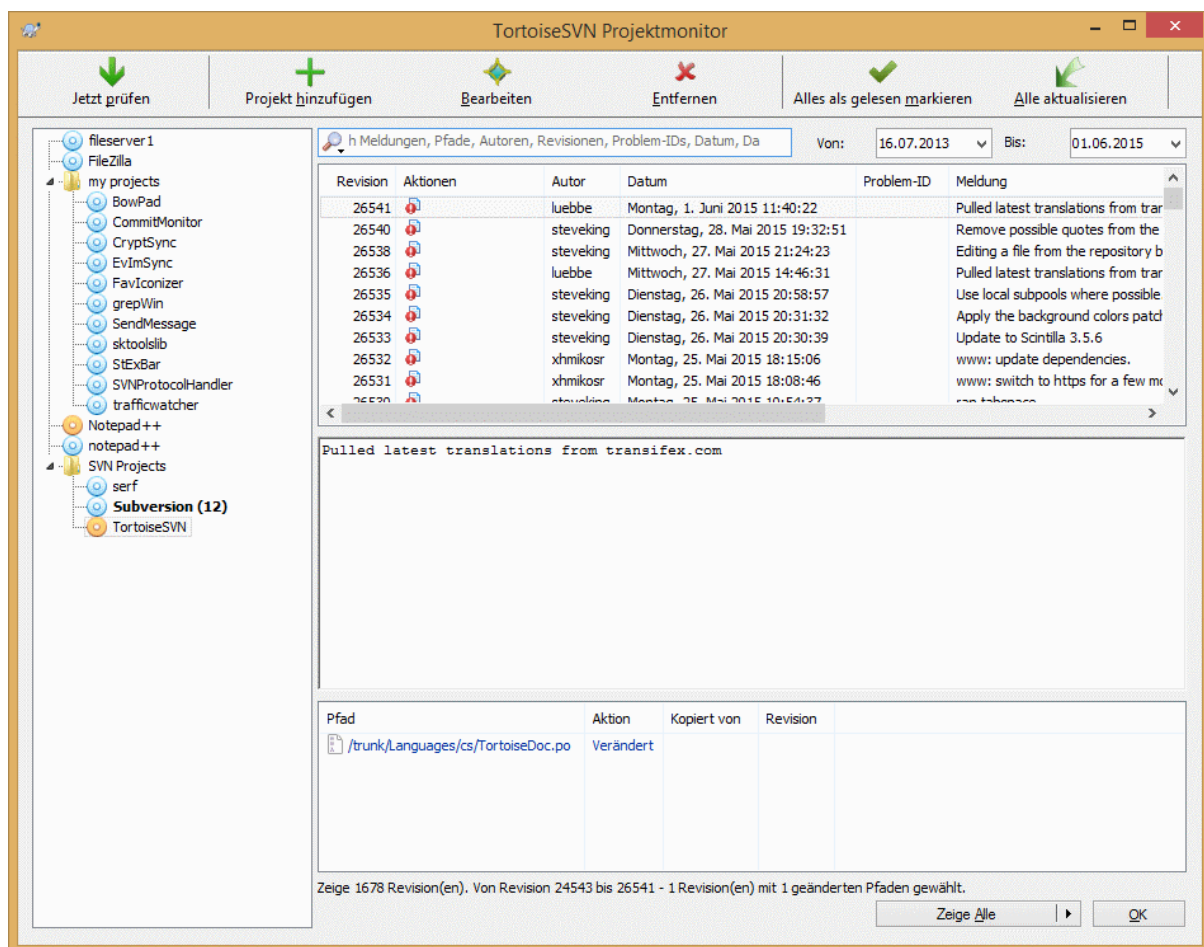 TortoiseSVN Projektmonitor
Jetzt prüfen
Projekt hinzufügen
Bearbeiten
Entfernen
Alles als gelesen markieren
Alle aktualisieren
fileserver1
FileZilla
my projects
BowPad
CommitMonitor
CryptSync
EvImSync
FavIconizer
grepWin
SendMessage
sktoolslib
StExBar
SVNProtocolHandler
trafficwatcher
Notepad++
notepad++
SVN Projects
serf
Subversion (12)
TortoiseSVN
h Meldungen, Pfade, Autoren, Revisionen, Problem-IDs, Datum, Da
Von: 16.07.2013 Bis: 01.06.2015
Revision Aktionen Autor Datum Problem-ID Meldung
26541 luebbe Montag, 1. Juni 2015 11:40:22 Pulled latest translations from tran
26540 steveking Donnerstag, 28. Mai 2015 19:32:51 Remove possible quotes from the
26538 steveking Mittwoch, 27. Mai 2015 21:24:23 Editing a file from the repository b
26536 luebbe Mittwoch, 27. Mai 2015 14:46:31 Pulled latest translations from tran
26535 steveking Dienstag, 26. Mai 2015 20:58:57 Use local subpools where possible
26534 steveking Dienstag, 26. Mai 2015 20:31:32 Apply the background colors patch
26533 steveking Dienstag, 26. Mai 2015 20:30:39 Update to Scintilla 3.5.6
26532 xhmikosr Montag, 25. Mai 2015 18:15:06 www: update dependencies.
26531 xhmikosr Montag, 25. Mai 2015 18:08:46 www: switch to https for a few mo
26530 steveking Montag, 25. Mai 2015 ran tabspace
Pulled latest translations from transifex.com
Pfad Aktion Kopiert von Revision
/trunk/Languages/cs/TortoiseDoc.po Verändert
Zeige 1678 Revision(en). Von Revision 24543 bis 26541 - 1 Revision(en) mit 1 geänderten Pfaden gewählt.
Zeige Alle
OK